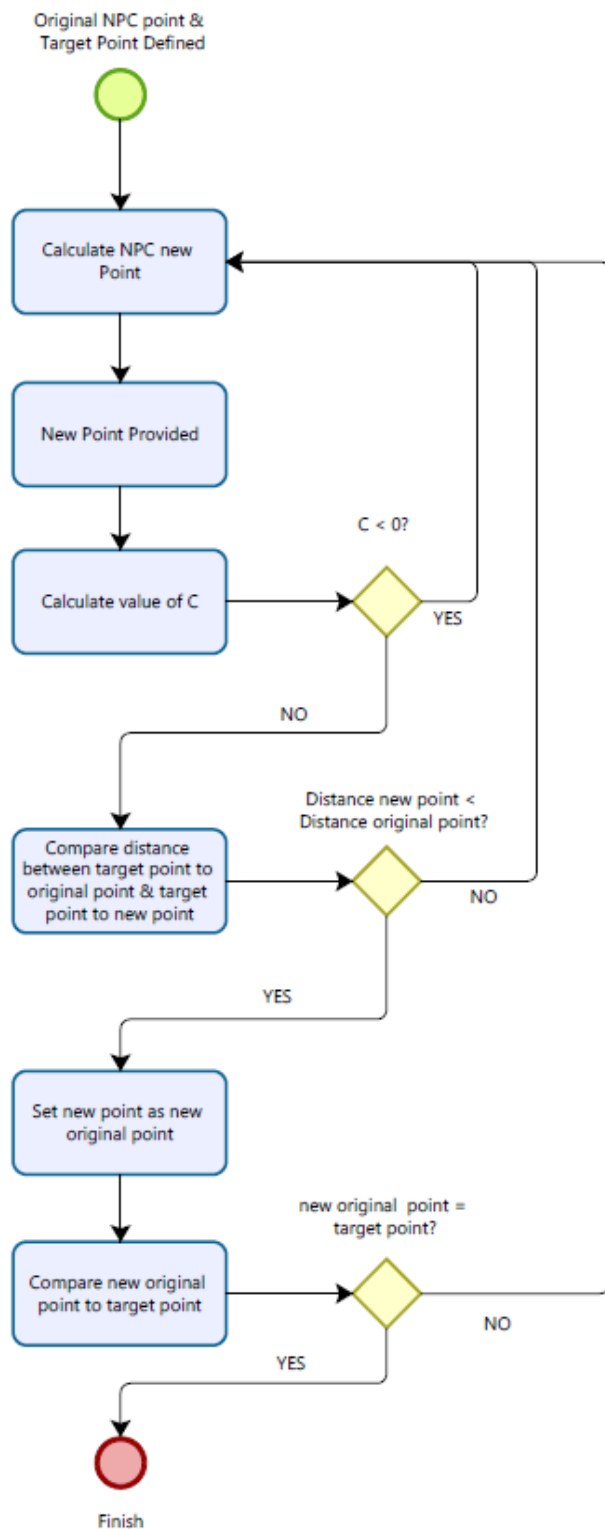 Original NPC point &
Target Point Defined
Calculate NPC new
Point
New Point Provided
C < 0?
Calculate value of C
YES
NO
Distance new point <
Distance original point?
Compare distance
between target point to
original point & target
point to new point
NO
YES
Set new point as new
original point
new original point =
target point?
Compare new original
point to target point
NO
YES
Finish